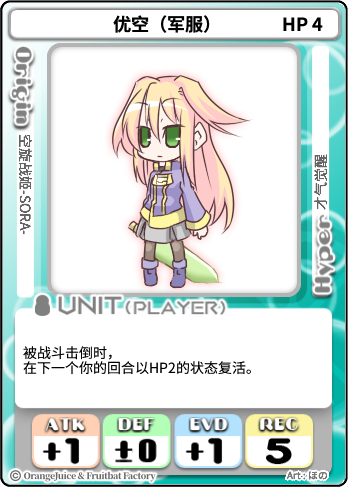 优空（军服） HP 4
Origin
空旋战姬-SORA-
Hyper
才气觉醒
UNIT(PLAYER)
被战斗击倒时，
在下一个你的回合以HP2的状态复活。
ATK DEF EVD REC
+1 ±0 +1 5
© OrangeJuice & Fruitbat Factory Art : ほの